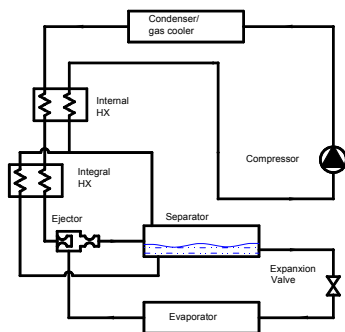 Condenser/
gas cooler
Internal
HX
Compressor
Integral
HX
Ejector
Separator
Expanxion
Valve
Evaporator